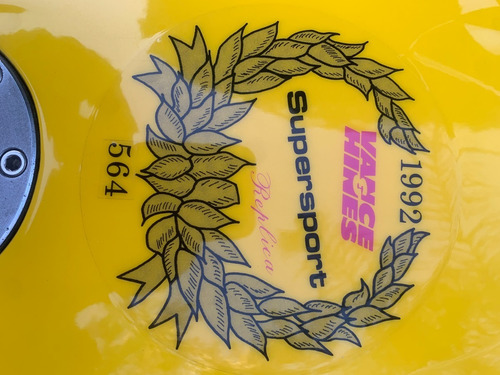 1992
VANCE
& HINES
Supersport
Replica
564